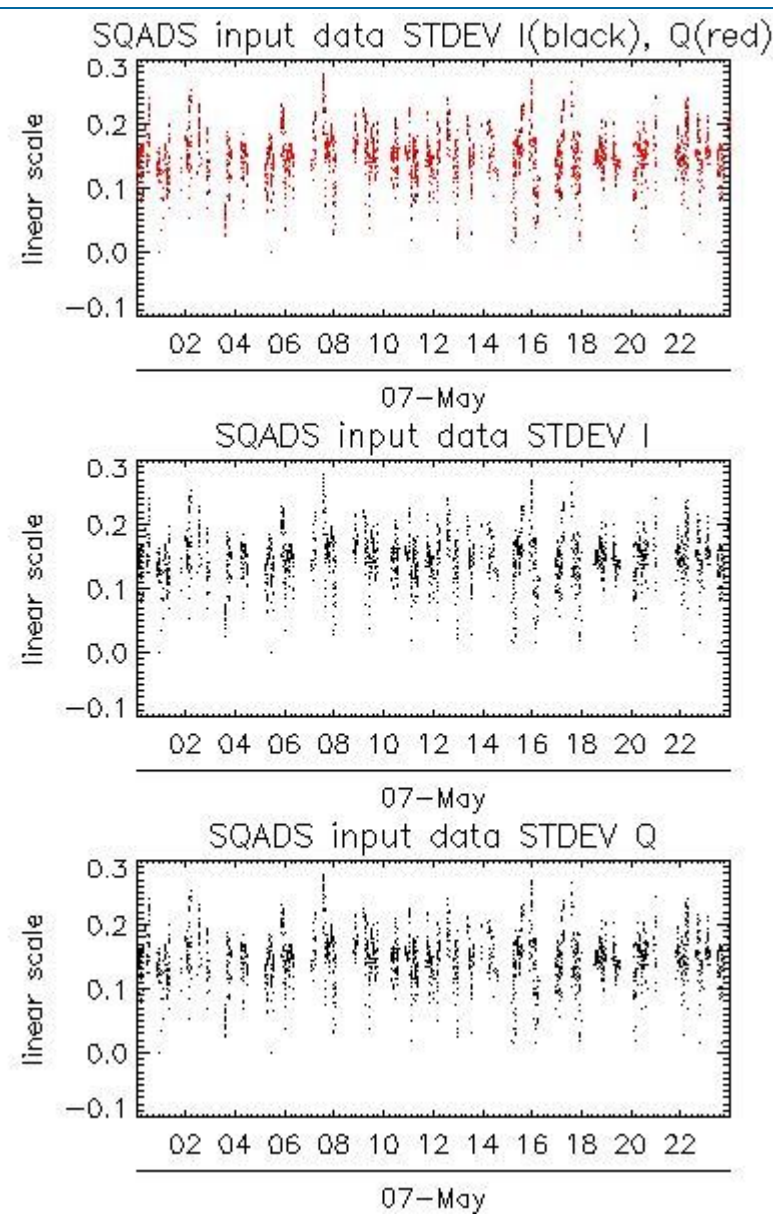 SQADS input data STDEV I(black), Q(red)
0.3
0.2
0.1
0.0
-0.1
linear scale
02 04 06 08 10 12 14 16 18 20 22
07-May
SQADS input data STDEV I
0.3
0.2
0.1
0.0
-0.1
linear scale
02 04 06 08 10 12 14 16 18 20 22
07-May
SQADS input data STDEV Q
0.3
0.2
0.1
0.0
-0.1
linear scale
02 04 06 08 10 12 14 16 18 20 22
07-May